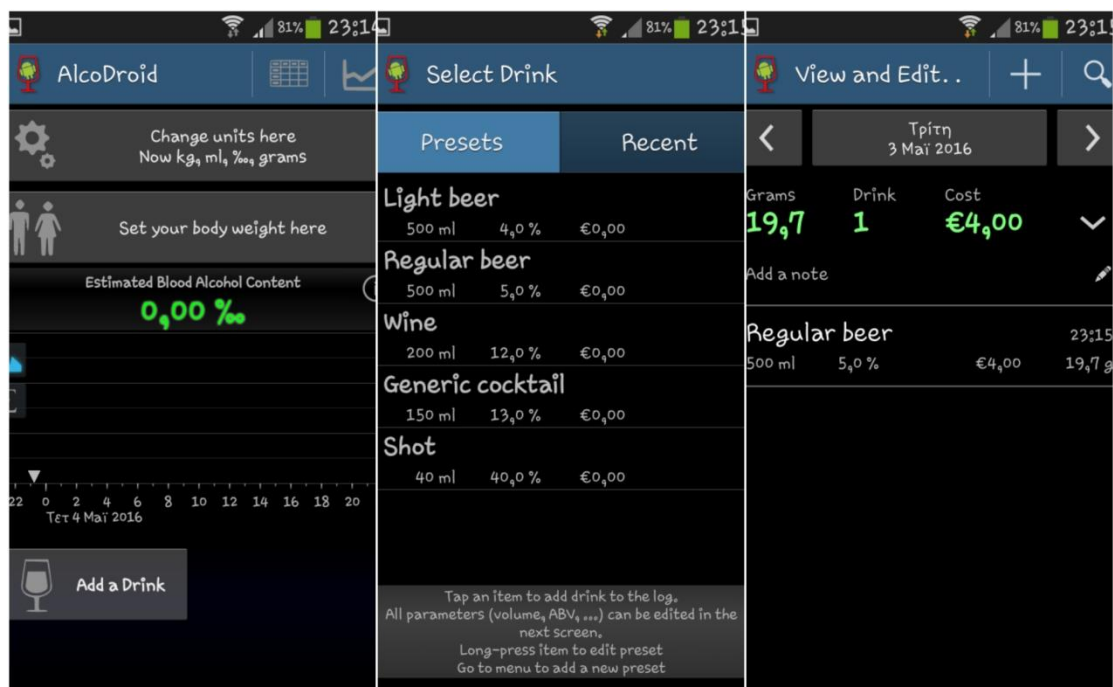 81% 23:14
AlcoDroid
Change units here
Now kg, ml, ‰, grams
Set your body weight here
Estimated Blood Alcohol Content
0,00 ‰
22 0 2 4 6 8 10 12 14 16 18 20
Τετ 4 Μαϊ 2016
Add a Drink
81% 23:15
Select Drink
Presets Recent
Light beer
500 ml 4,0 % €0,00
Regular beer
500 ml 5,0 % €0,00
Wine
200 ml 12,0 % €0,00
Generic cocktail
150 ml 13,0 % €0,00
Shot
40 ml 40,0 % €0,00
Tap an item to add drink to the log.
All parameters (volume, ABV, ...) can be edited in the
next screen.
Long-press item to edit preset
Go to menu to add a new preset
81% 23:15
View and Edit..
Τρίτη
3 Μαϊ 2016
Grams Drink Cost
19,7 1 €4,00
Add a note
Regular beer 23:15
500 ml 5,0 % €4,00 19,7 g